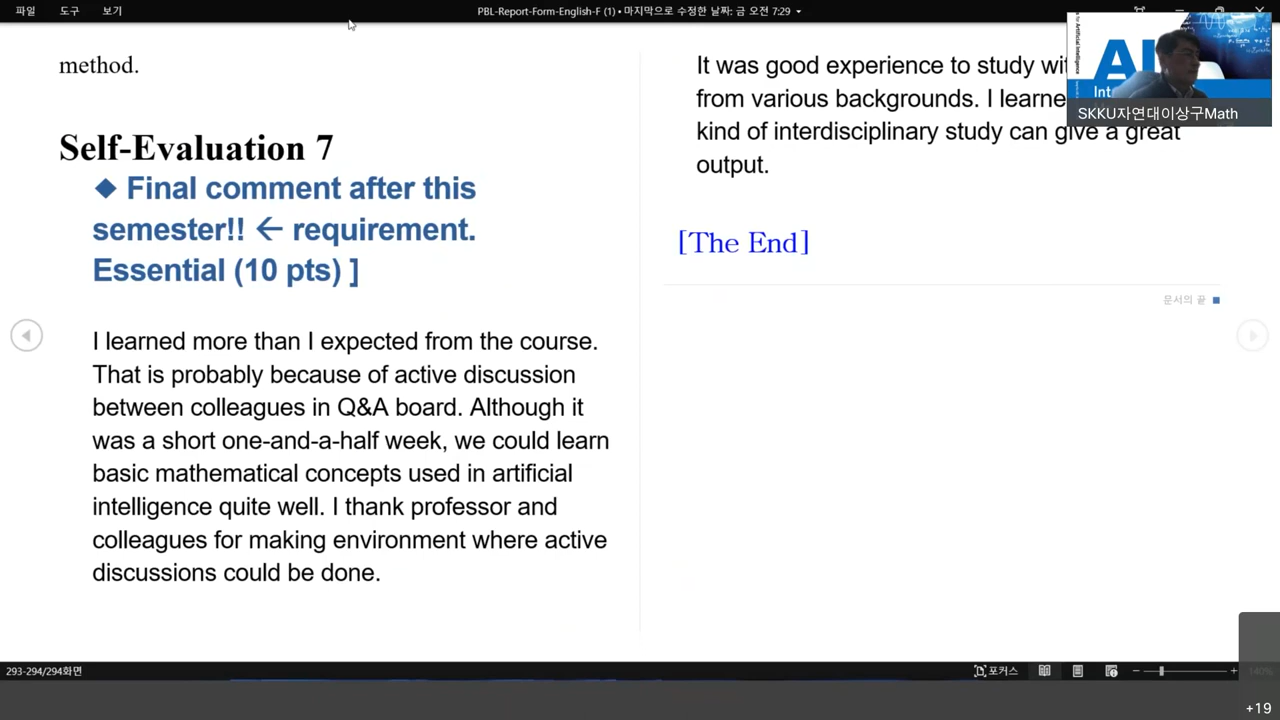 파일 도구 보기
PBL-Report-Form-English-F (1) • 마지막으로 수정한 날짜: 금 오전 7:29
method.
Self-Evaluation 7
◆ Final comment after this
semester!! ← requirement.
Essential (10 pts) ]
I learned more than I expected from the course.
That is probably because of active discussion
between colleagues in Q&A board. Although it
was a short one-and-a-half week, we could learn
basic mathematical concepts used in artificial
intelligence quite well. I thank professor and
colleagues for making environment where active
discussions could be done.
It was good experience to study
from various backgrounds. I
kind of interdisciplinary study can give a great
output.
[The End]
문서의 끝
AI
SKKU자연대이상구Math
293-294/294화면
포커스
140%
+19